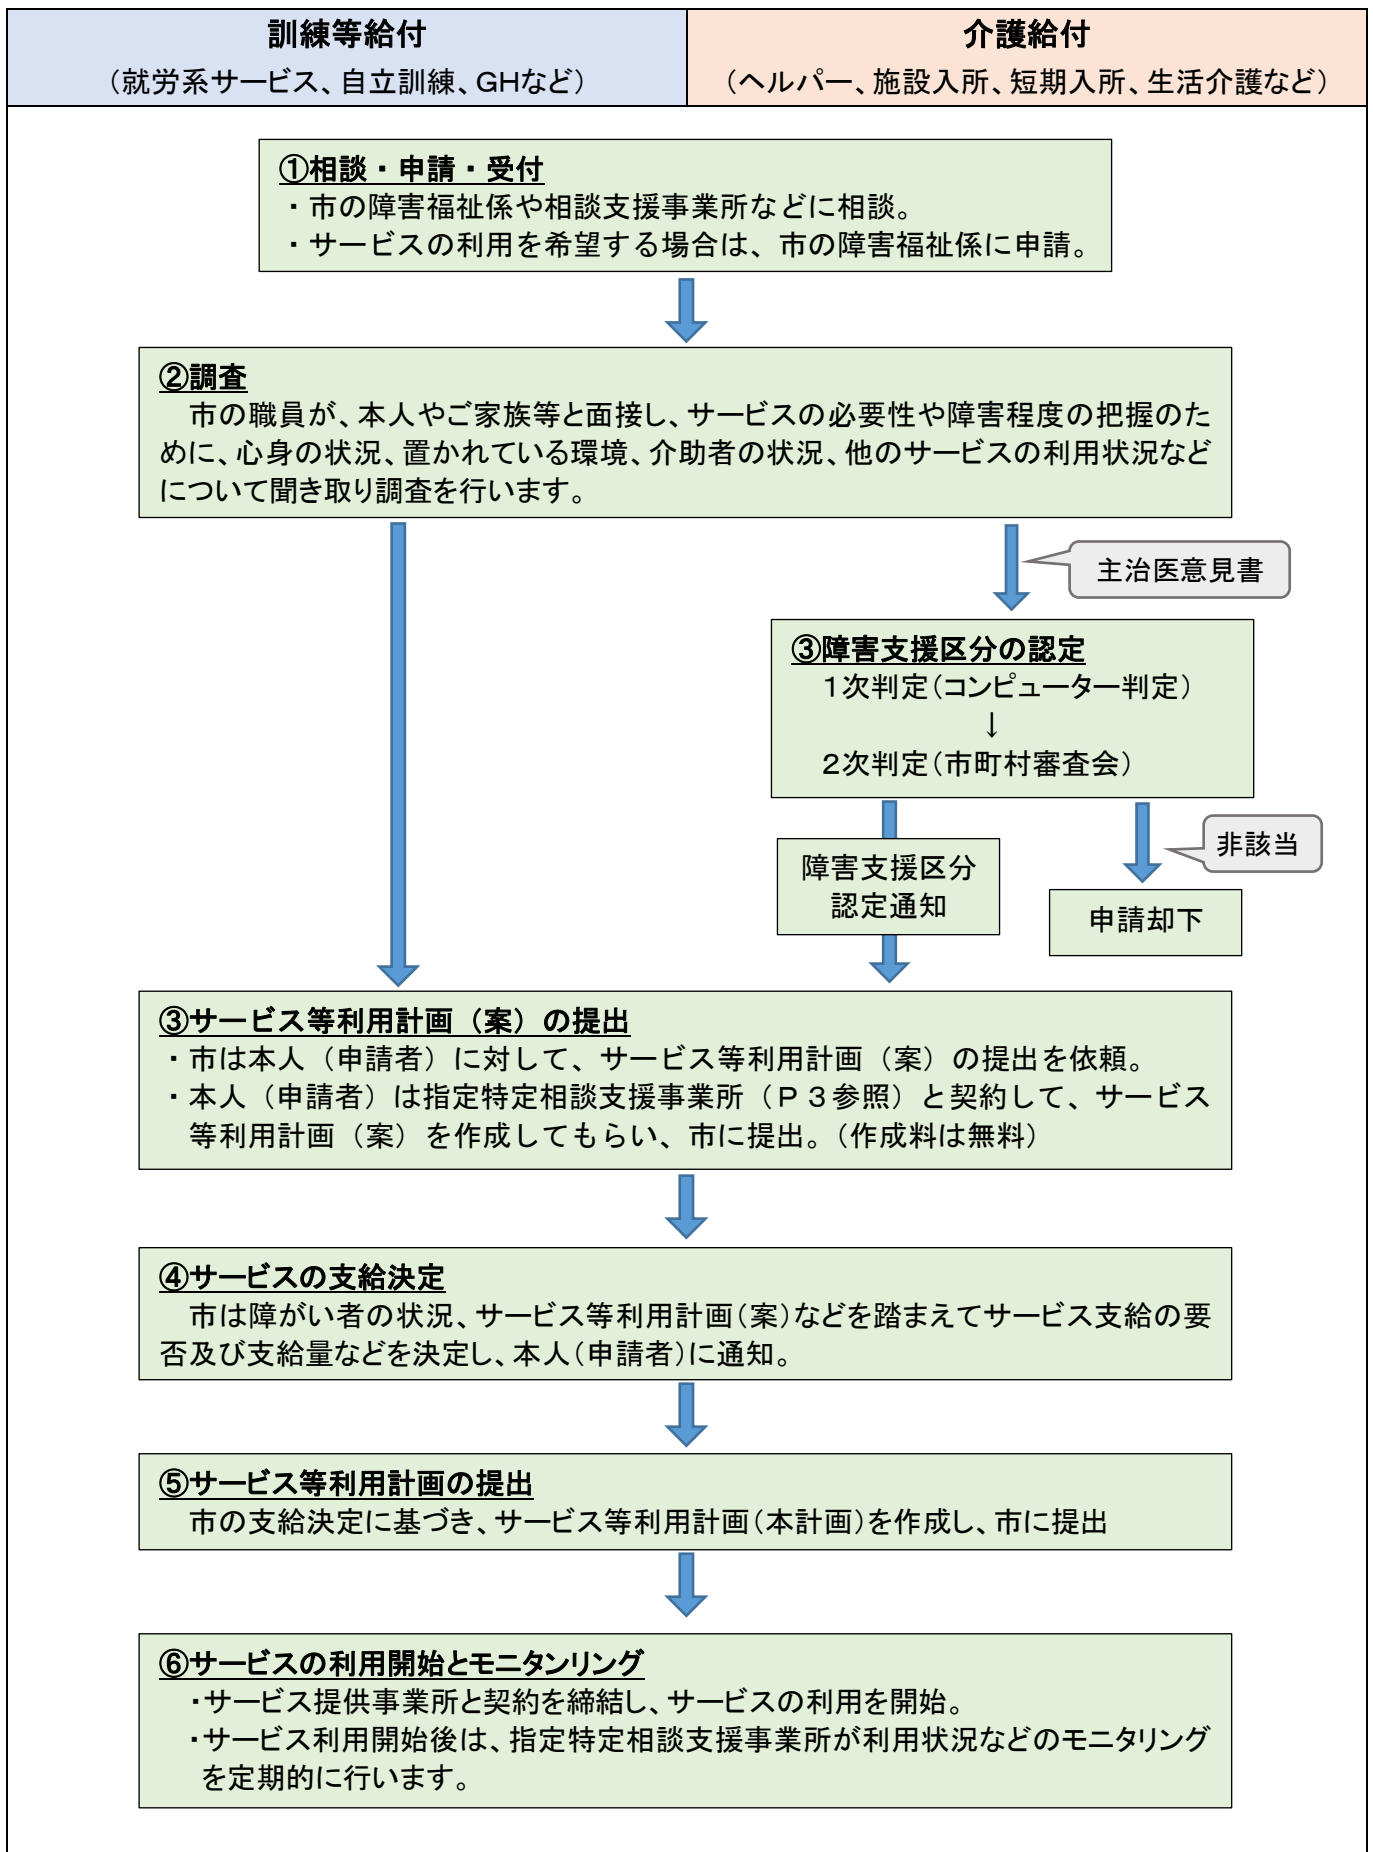 訓練等給付
（就労系サービス、自立訓練、GHなど）
介護給付
（ヘルパー、施設入所、短期入所、生活介護など）
①相談・申請・受付
・市の障害福祉係や相談支援事業所などに相談。
・サービスの利用を希望する場合は、市の障害福祉係に申請。
②調査
市の職員が、本人やご家族等と面接し、サービスの必要性や障害程度の把握のた
めに、心身の状況、置かれている環境、介助者の状況、他のサービスの利用状況など
について聞き取り調査を行います。
主治医意見書
③障害支援区分の認定
１次判定（コンピューター判定）
↓
２次判定（市町村審査会）
障害支援区分
認定通知
非該当
申請却下
③サービス等利用計画（案）の提出
・市は本人（申請者）に対して、サービス等利用計画（案）の提出を依頼。
・本人（申請者）は指定特定相談支援事業所（Ｐ３参照）と契約して、サービス
等利用計画（案）を作成してもらい、市に提出。（作成料は無料）
④サービスの支給決定
市は障がい者の状況、サービス等利用計画（案）などを踏まえてサービス支給の要
否及び支給量などを決定し、本人（申請者）に通知。
⑤サービス等利用計画の提出
市の支給決定に基づき、サービス等利用計画（本計画）を作成し、市に提出
⑥サービスの利用開始とモニタンリング
・サービス提供事業所と契約を締結し、サービスの利用を開始。
・サービス利用開始後は、指定特定相談支援事業所が利用状況などのモニタリング
を定期的に行います。